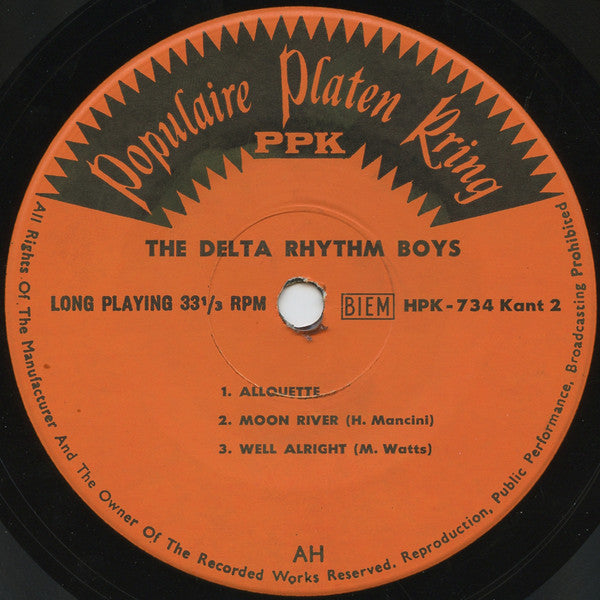 Populaire Platen Kring
PPK
THE DELTA RHYTHM BOYS
LONG PLAYING 33⅓ RPM BIEM HPK-734 Kant 2
1. ALLOUETTE
2. MOON RIVER (H. Mancini)
3. WELL ALRIGHT (M. Watts)
AH
All Rights Of The Manufacturer And The Owner Of The Recorded Works Reserved. Reproduction, Public Performance, Broadcasting Prohibited